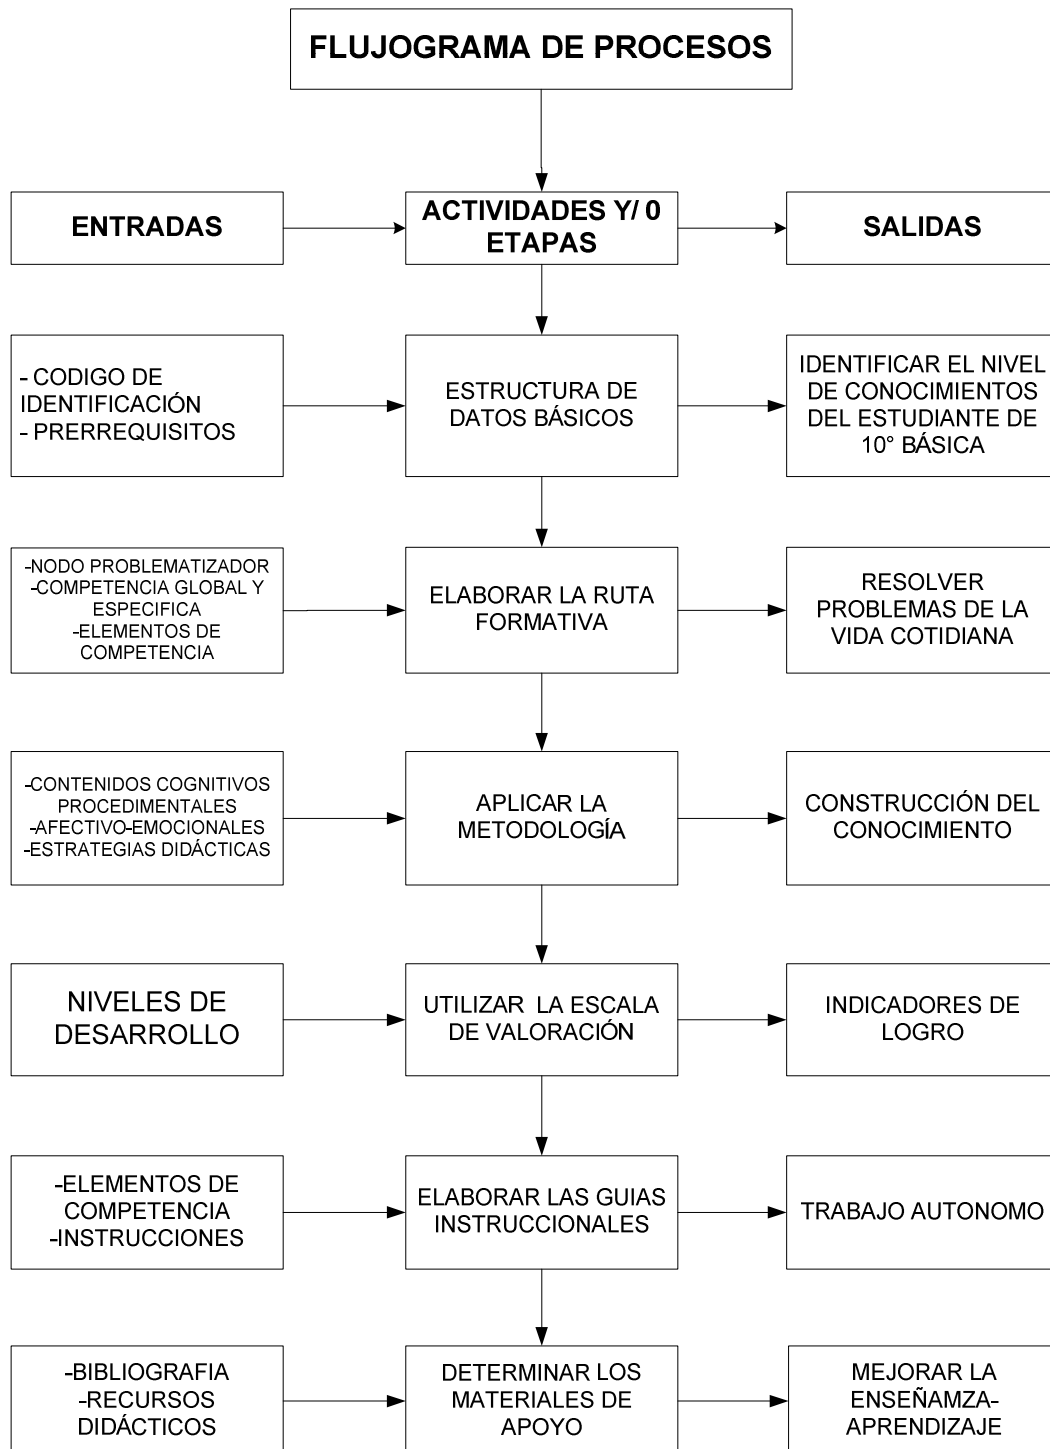 FLUJOGRAMA DE PROCESOS
ENTRADAS
ACTIVIDADES Y/ 0
ETAPAS
SALIDAS
- CODIGO DE
IDENTIFICACIÓN
- PRERREQUISITOS
ESTRUCTURA DE
DATOS BÁSICOS
IDENTIFICAR EL NIVEL
DE CONOCIMIENTOS
DEL ESTUDIANTE DE
10° BÁSICA
-NODO PROBLEMATIZADOR
-COMPETENCIA GLOBAL Y
ESPECIFICA
-ELEMENTOS DE
COMPETENCIA
ELABORAR LA RUTA
FORMATIVA
RESOLVER
PROBLEMAS DE LA
VIDA COTIDIANA
-CONTENIDOS COGNITIVOS
PROCEDIMENTALES
-AFECTIVO-EMOCIONALES
-ESTRATEGIAS DIDÁCTICAS
APLICAR LA
METODOLOGÍA
CONSTRUCCIÓN DEL
CONOCIMIENTO
NIVELES DE
DESARROLLO
UTILIZAR LA ESCALA
DE VALORACIÓN
INDICADORES DE
LOGRO
-ELEMENTOS DE
COMPETENCIA
-INSTRUCCIONES
ELABORAR LAS GUIAS
INSTRUCCIONALES
TRABAJO AUTONOMO
-BIBLIOGRAFIA
-RECURSOS
DIDÁCTICOS
DETERMINAR LOS
MATERIALES DE
APOYO
MEJORAR LA
ENSEÑAMZA-
APRENDIZAJE